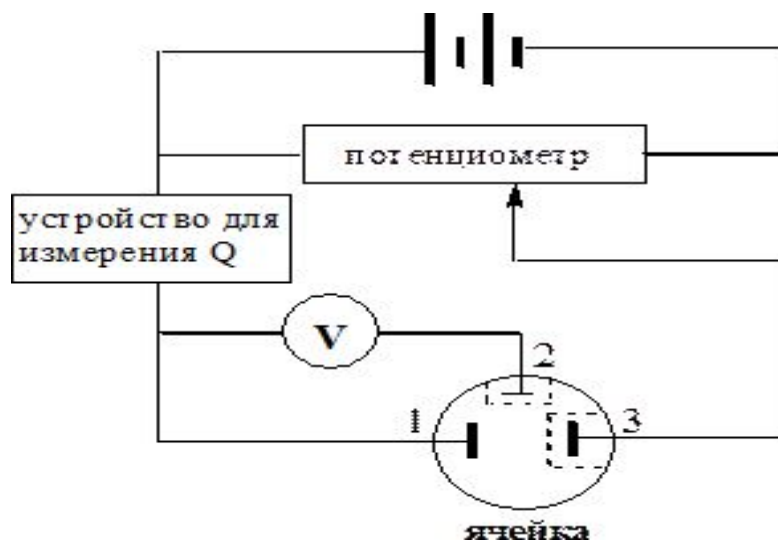 потенциометр
устройство для
измерения Q
V
2
1
3
ячейка